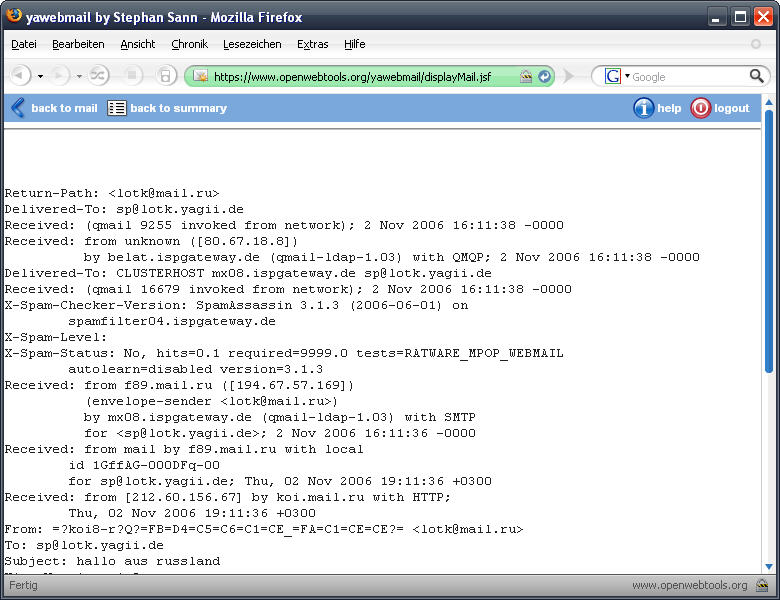 yawebmail by Stephan Sann - Mozilla Firefox
Datei Bearbeiten Ansicht Chronik Lesezeichen Extras Hilfe
https://www.openwebtools.org/yawebmail/displayMail.jsf
G Google
back to mail back to summary help logout
Return-Path: <lotk@mail.ru>
Delivered-To: sp@lotk.yagii.de
Received: (qmail 9255 invoked from network); 2 Nov 2006 16:11:38 -0000
Received: from unknown ([80.67.18.8])
by belat.ispgateway.de (qmail-ldap-1.03) with QMQP; 2 Nov 2006 16:11:38 -0000
Delivered-To: CLUSTERHOST mx08.ispgateway.de sp@lotk.yagii.de
Received: (qmail 16679 invoked from network); 2 Nov 2006 16:11:38 -0000
X-Spam-Checker-Version: SpamAssassin 3.1.3 (2006-06-01) on
spamfilter04.ispgateway.de
X-Spam-Level:
X-Spam-Status: No, hits=0.1 required=9999.0 tests=RATWARE_MPOP_WEBMAIL
autolearn=disabled version=3.1.3
Received: from f89.mail.ru ([194.67.57.169])
(envelope-sender <lotk@mail.ru>)
by mx08.ispgateway.de (qmail-ldap-1.03) with SMTP
for <sp@lotk.yagii.de>; 2 Nov 2006 16:11:36 -0000
Received: from mail by f89.mail.ru with local
id 1GffAG-000DFq-00
for sp@lotk.yagii.de; Thu, 02 Nov 2006 19:11:36 +0300
Received: from [212.60.156.67] by koi.mail.ru with HTTP;
Thu, 02 Nov 2006 19:11:36 +0300
From: =?koi8-r?Q?=FB=D4=C5=C6=C1=CE_=FA=C1=CE=CE?= <lotk@mail.ru>
To: sp@lotk.yagii.de
Subject: hallo aus russland
Fertig www.openwebtools.org